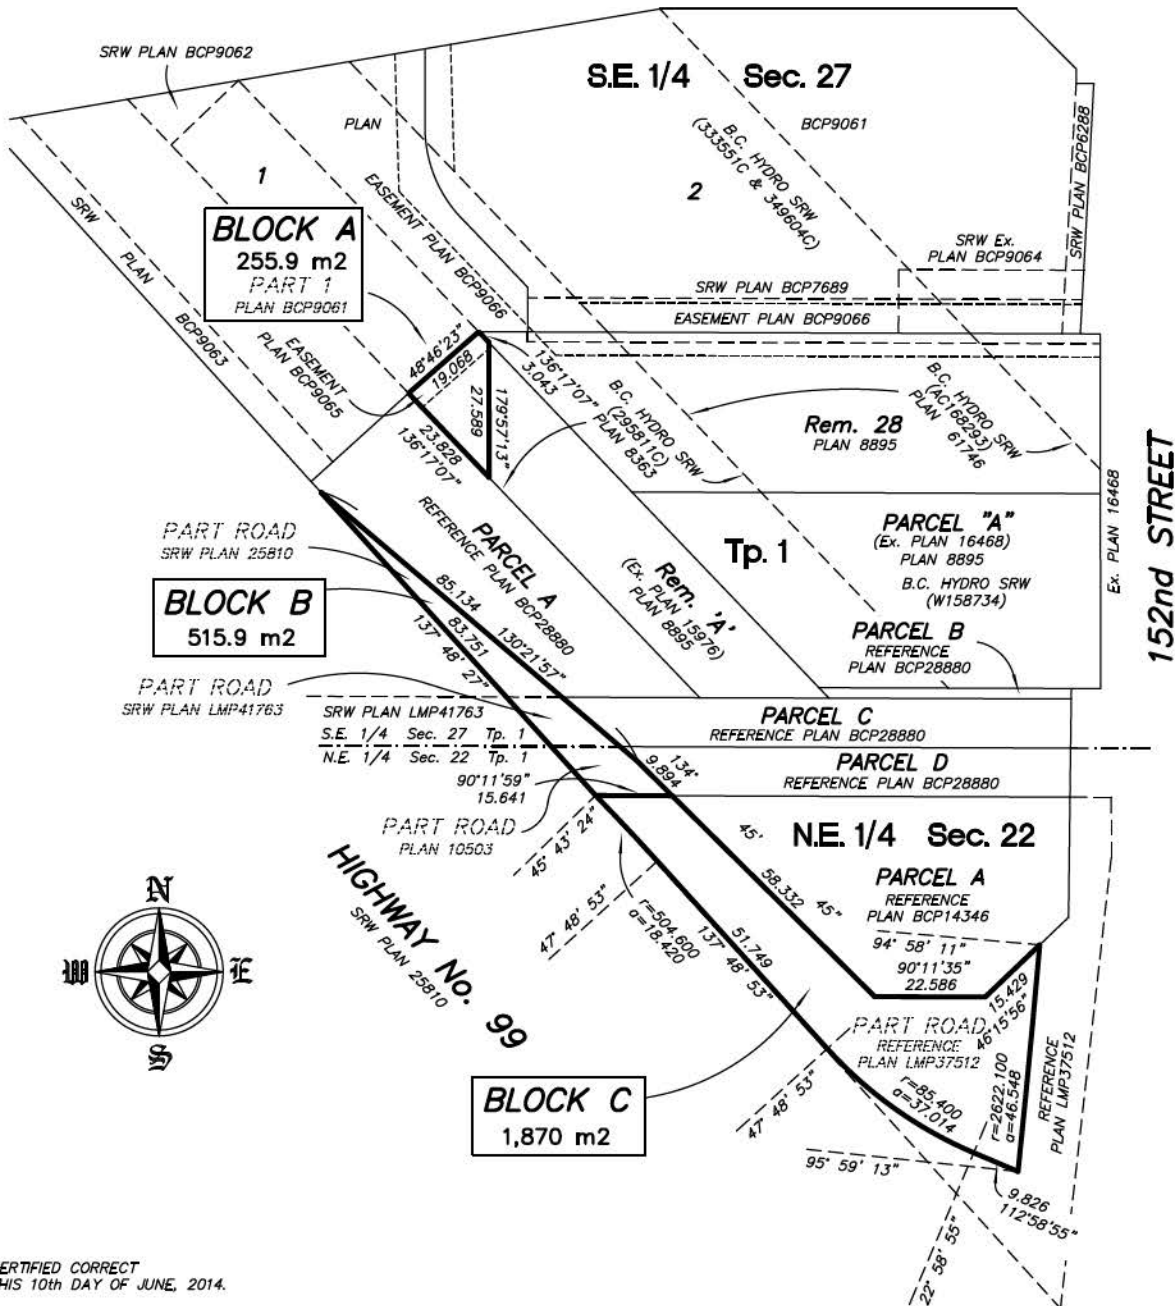 SRW PLAN BCP9062
S.E. 1/4 Sec. 27
PLAN
BCP9061
B.C. HYDRO SRW
(333551C & 349604C)
SRW PLAN BCP6288
1
2
BLOCK A
255.9 m2
PART 1
PLAN BCP9061
SRW PLAN BCP9063
EASEMENT PLAN BCP9066
SRW Ex.
PLAN BCP9064
SRW PLAN BCP7689
EASEMENT PLAN BCP9066
EASEMENT
PLAN BCP9065
48°46'23"
19.068
136°17'07"
3.043
27.589
179°57'13"
23.828
136°17'07"
B.C. HYDRO SRW
(295811C)
PLAN 8363
B.C. HYDRO SRW
(AC168293)
PLAN 61746
Rem. 28
PLAN 8895
Ex. PLAN 16468
152nd STREET
PART ROAD
SRW PLAN 25810
PARCEL A
REFERENCE PLAN BCP28880
Tp. 1
PARCEL "A"
(Ex. PLAN 16468)
PLAN 8895
B.C. HYDRO SRW
(W158734)
Rem. 'A'
(Ex. PLAN 15976)
PLAN 8895
BLOCK B
515.9 m2
85.134
130°21'57"
83.751
137° 48' 27"
PARCEL B
REFERENCE
PLAN BCP28880
PART ROAD
SRW PLAN LMP41763
SRW PLAN LMP41763
S.E. 1/4 Sec. 27 Tp. 1
N.E. 1/4 Sec. 22 Tp. 1
PARCEL C
REFERENCE PLAN BCP28880
PARCEL D
REFERENCE PLAN BCP28880
90°11'59"
15.641
9.894
134° 45' 45"
58.332
PART ROAD
PLAN 10503
45° 43' 24"
N.E. 1/4 Sec. 22
PARCEL A
REFERENCE
PLAN BCP14346
HIGHWAY No. 99
SRW PLAN 25810
47° 48' 53"
r=504.600
a=18.420
51.749
137° 48' 53"
94° 58' 11"
90°11'35"
22.586
15.429
46°15'56"
N
W
E
S
PART ROAD
REFERENCE
PLAN LMP37512
r=85.400
a=37.014
r=2622.100
a=46.548
REFERENCE
PLAN LMP37512
BLOCK C
1,870 m2
47° 48' 53"
95° 59' 13"
9.826
112°58'55"
22° 58' 55"
ERTIFIED CORRECT
HIS 10th DAY OF JUNE, 2014.